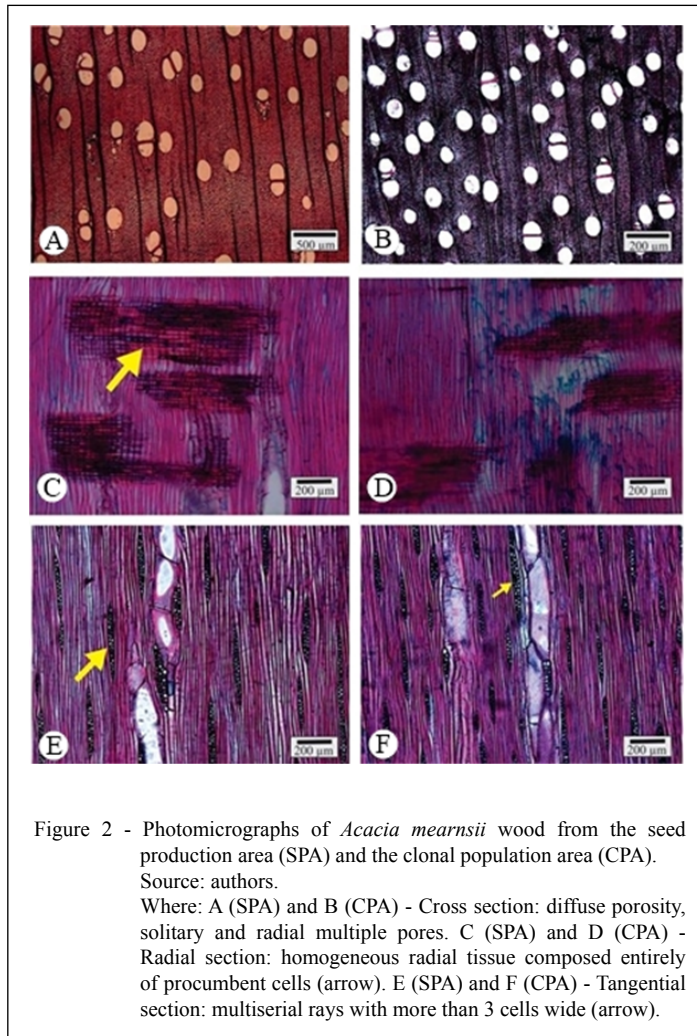 A
500 µm
B
200 µm
C
200 µm
D
200 µm
E
200 µm
F
200 µm
Figure 2 - Photomicrographs of Acacia mearnsii wood from the seed
production area (SPA) and the clonal population area (CPA).
Source: authors.
Where: A (SPA) and B (CPA) - Cross section: diffuse porosity,
solitary and radial multiple pores. C (SPA) and D (CPA) -
Radial section: homogeneous radial tissue composed entirely
of procumbent cells (arrow). E (SPA) and F (CPA) - Tangential
section: multiserial rays with more than 3 cells wide (arrow).